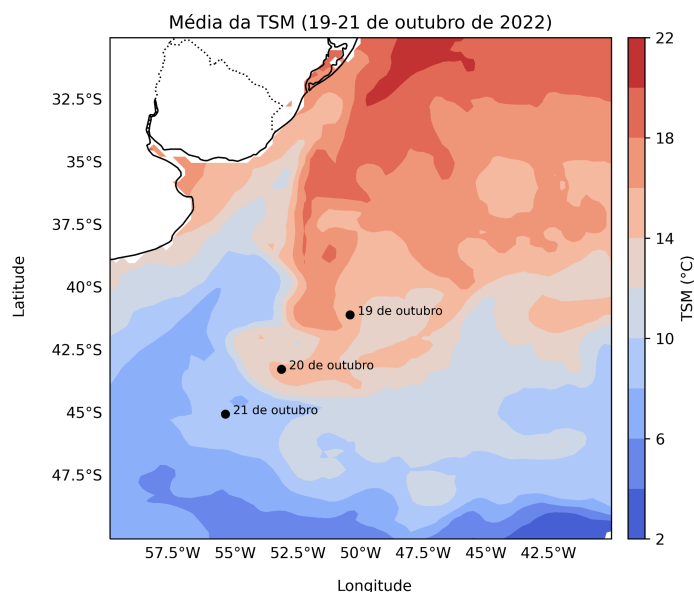 Média da TSM (19-21 de outubro de 2022)
32.5°S
35°S
37.5°S
40°S
42.5°S
45°S
47.5°S
Latitude
19 de outubro
20 de outubro
21 de outubro
57.5°W
55°W
52.5°W
50°W
47.5°W
45°W
42.5°W
Longitude
22
18
14
10
6
2
TSM (°C)